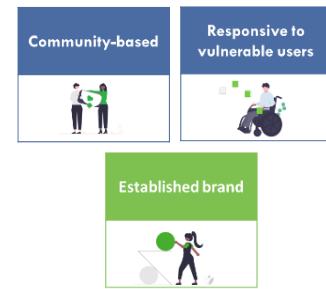 Community-based
Responsive to
vulnerable users
Established brand